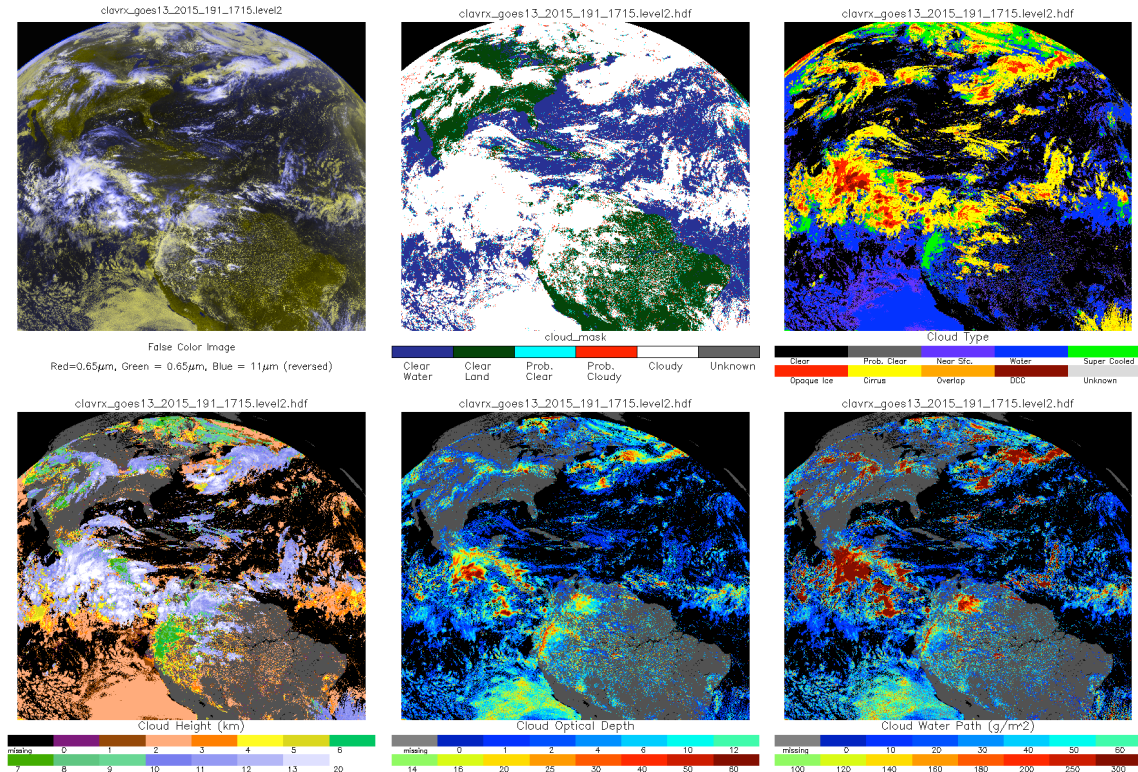 clavrx_goes13_2015_191_1715.level2
clavrx_goes13_2015_191_1715.level2.hdf
clavrx_goes13_2015_191_1715.level2.hdf
False Color Image
Red=0.65μm, Green = 0.65μm, Blue = 11μm (reversed)
cloud_mask
Clear Water
Clear Land
Prob. Clear
Prob. Cloudy
Cloudy
Unknown
Cloud Type
Clear Prob. Clear Near Sfc. Water Super Cooled
Opaque Ice Cirrus Overlap DCC Unknown
clavrx_goes13_2015_191_1715.level2.hdf
clavrx_goes13_2015_191_1715.level2.hdf
clavrx_goes13_2015_191_1715.level2.hdf
Cloud Height (km)
missing 0 1 2 3 4 5 6
7 8 9 10 11 12 13 20
Cloud Optical Depth
missing 0 1 2 4 6 10 12
14 16 20 25 30 40 50 60
Cloud Water Path (g/m2)
missing 0 10 20 30 40 50 60
100 120 140 160 180 200 250 300